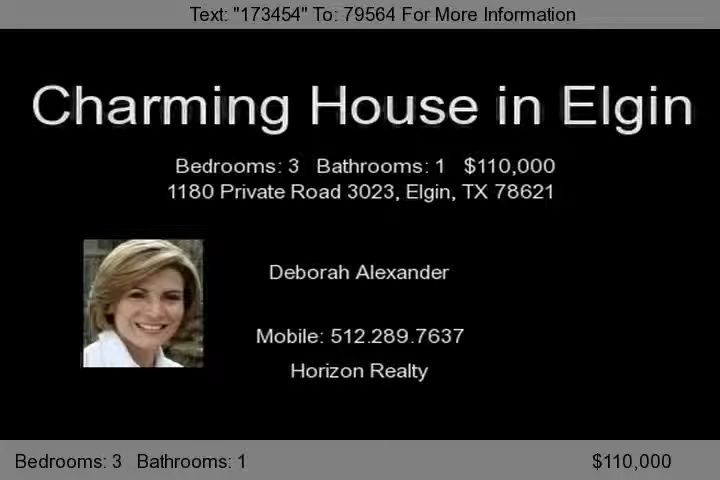 Text: "173454" To: 79564 For More Information
Charming House in Elgin
Bedrooms: 3 Bathrooms: 1 $110,000
1180 Private Road 3023, Elgin, TX 78621
Deborah Alexander
Mobile: 512.289.7637
Horizon Realty
Bedrooms: 3 Bathrooms: 1 $110,000